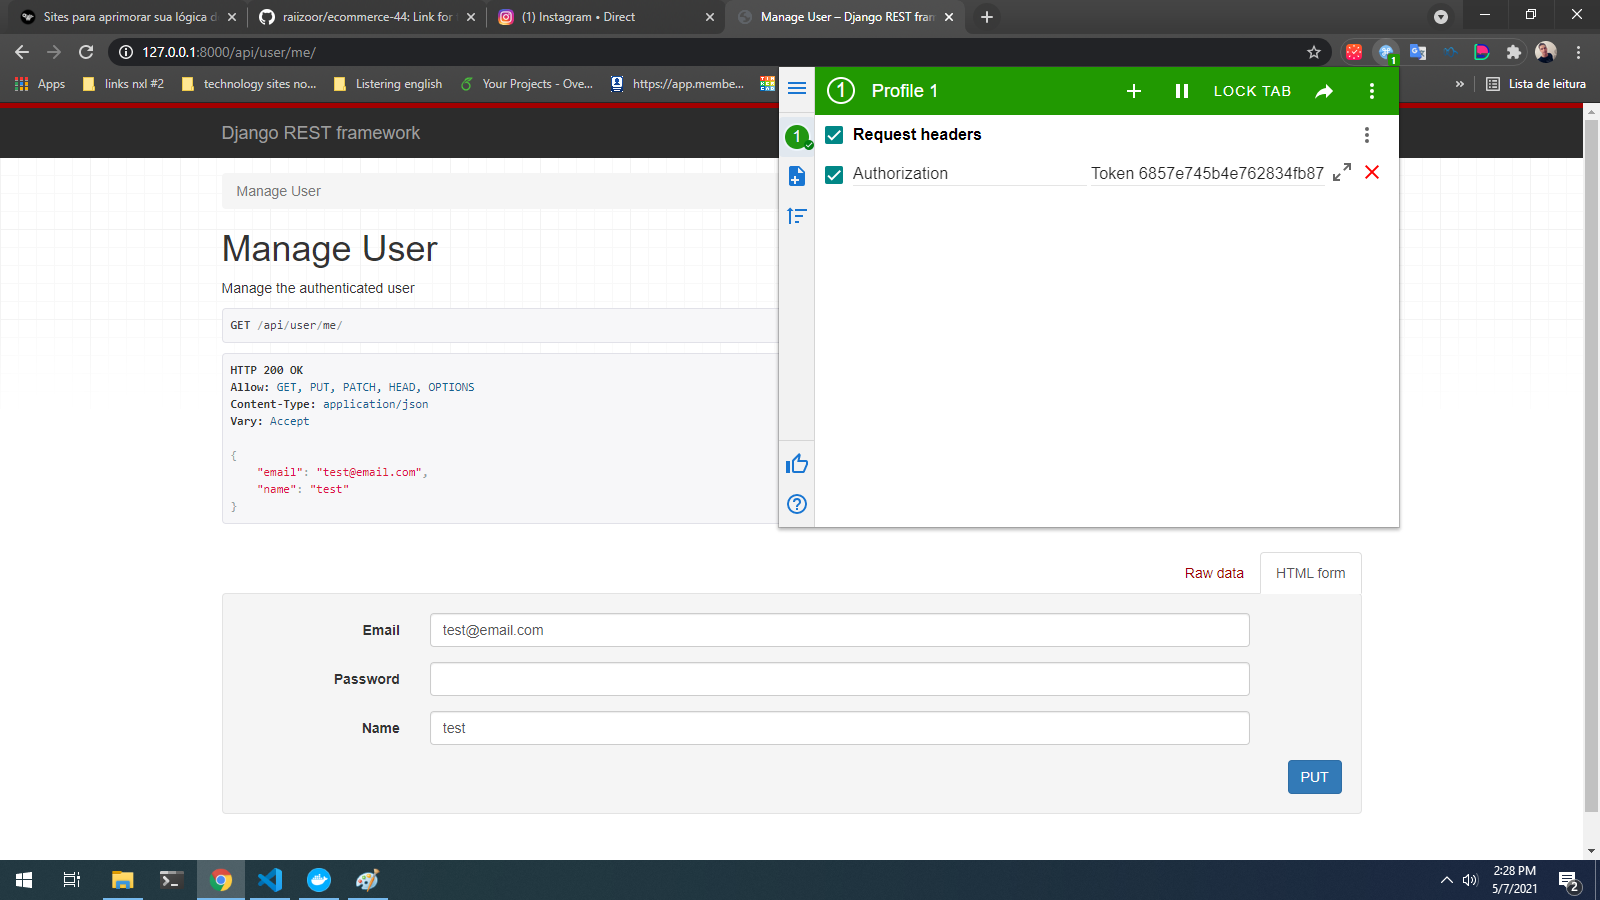 Sites para aprimorar sua lógica d
raiizoor/ecommerce-44: Link for
(1) Instagram • Direct
Manage User – Django REST fran
127.0.0.1:8000/api/user/me/
1
Apps
links nxl #2
technology sites no...
Listering english
Your Projects - Ove...
https://app.membe...
»
Lista de leitura
1
Profile 1
LOCK TAB
Django REST framework
1
Request headers
Authorization
Token 6857e745b4e762834fb87
Manage User
Manage User
Manage the authenticated user
GET /api/user/me/
HTTP 200 OK
Allow: GET, PUT, PATCH, HEAD, OPTIONS
Content-Type: application/json
Vary: Accept
{
"email": "test@email.com",
"name": "test"
}
Raw data
HTML form
Email
test@email.com
Password
Name
test
PUT
2:28 PM
5/7/2021
2